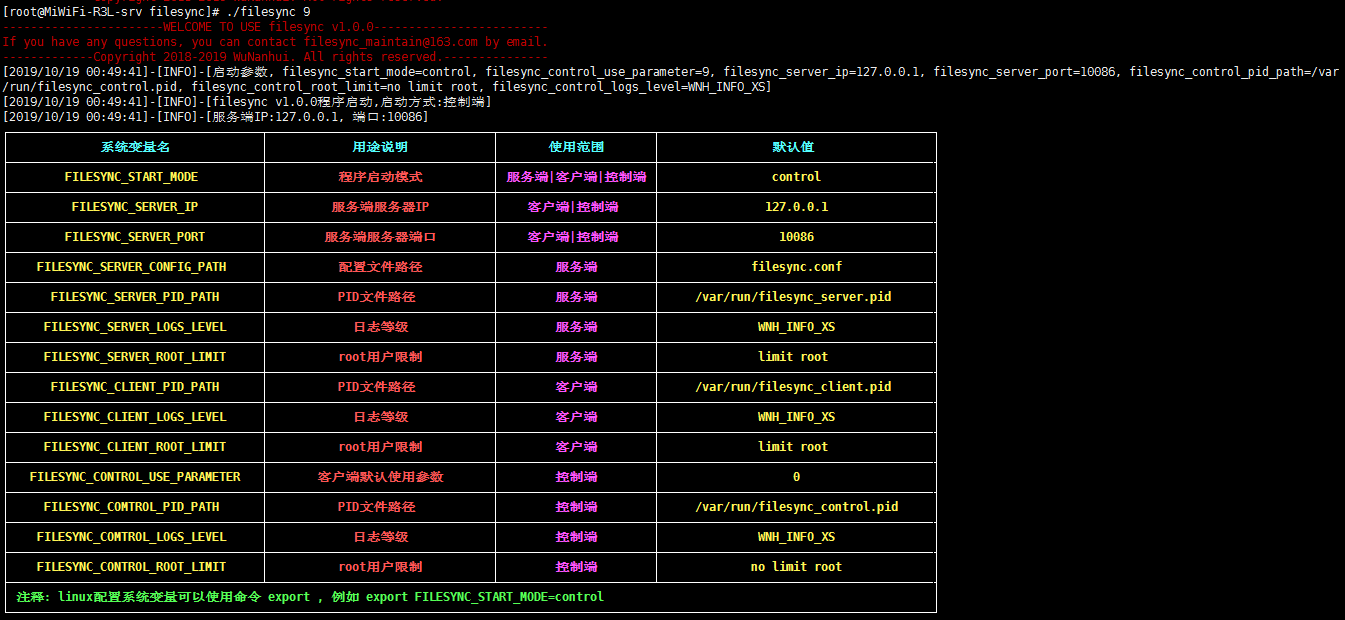 [root@MiWiFi-R3L-srv filesync]# ./filesync 9
-----------------------WELCOME TO USE filesync v1.0.0-------------------------
If you have any questions, you can contact filesync_maintain@163.com by email.
-------------Copyright 2018-2019 WuNanhui. All rights reserved.---------------
[2019/10/19 00:49:41]-[INFO]-[启动参数, filesync_start_mode=control, filesync_control_use_parameter=9, filesync_server_ip=127.0.0.1, filesync_server_port=10086, filesync_control_pid_path=/var
/run/filesync_control.pid, filesync_control_root_limit=no limit root, filesync_control_logs_level=WNH_INFO_XS]
[2019/10/19 00:49:41]-[INFO]-[filesync v1.0.0程序启动,启动方式:控制端]
[2019/10/19 00:49:41]-[INFO]-[服务端IP:127.0.0.1, 端口:10086]
系统变量名 用途说明 使用范围 默认值
FILESYNC_START_MODE 程序启动模式 服务端|客户端|控制端 control
FILESYNC_SERVER_IP 服务端服务器IP 客户端|控制端 127.0.0.1
FILESYNC_SERVER_PORT 服务端服务器端口 客户端|控制端 10086
FILESYNC_SERVER_CONFIG_PATH 配置文件路径 服务端 filesync.conf
FILESYNC_SERVER_PID_PATH PID文件路径 服务端 /var/run/filesync_server.pid
FILESYNC_SERVER_LOGS_LEVEL 日志等级 服务端 WNH_INFO_XS
FILESYNC_SERVER_ROOT_LIMIT root用户限制 服务端 limit root
FILESYNC_CLIENT_PID_PATH PID文件路径 客户端 /var/run/filesync_client.pid
FILESYNC_CLIENT_LOGS_LEVEL 日志等级 客户端 WNH_INFO_XS
FILESYNC_CLIENT_ROOT_LIMIT root用户限制 客户端 limit root
FILESYNC_CONTROL_USE_PARAMETER 客户端默认使用参数 控制端 0
FILESYNC_COMTROL_PID_PATH PID文件路径 控制端 /var/run/filesync_control.pid
FILESYNC_COMTROL_LOGS_LEVEL 日志等级 控制端 WNH_INFO_XS
FILESYNC_CONTROL_ROOT_LIMIT root用户限制 控制端 no limit root
注释: linux配置系统变量可以使用命令 export , 例如 export FILESYNC_START_MODE=control